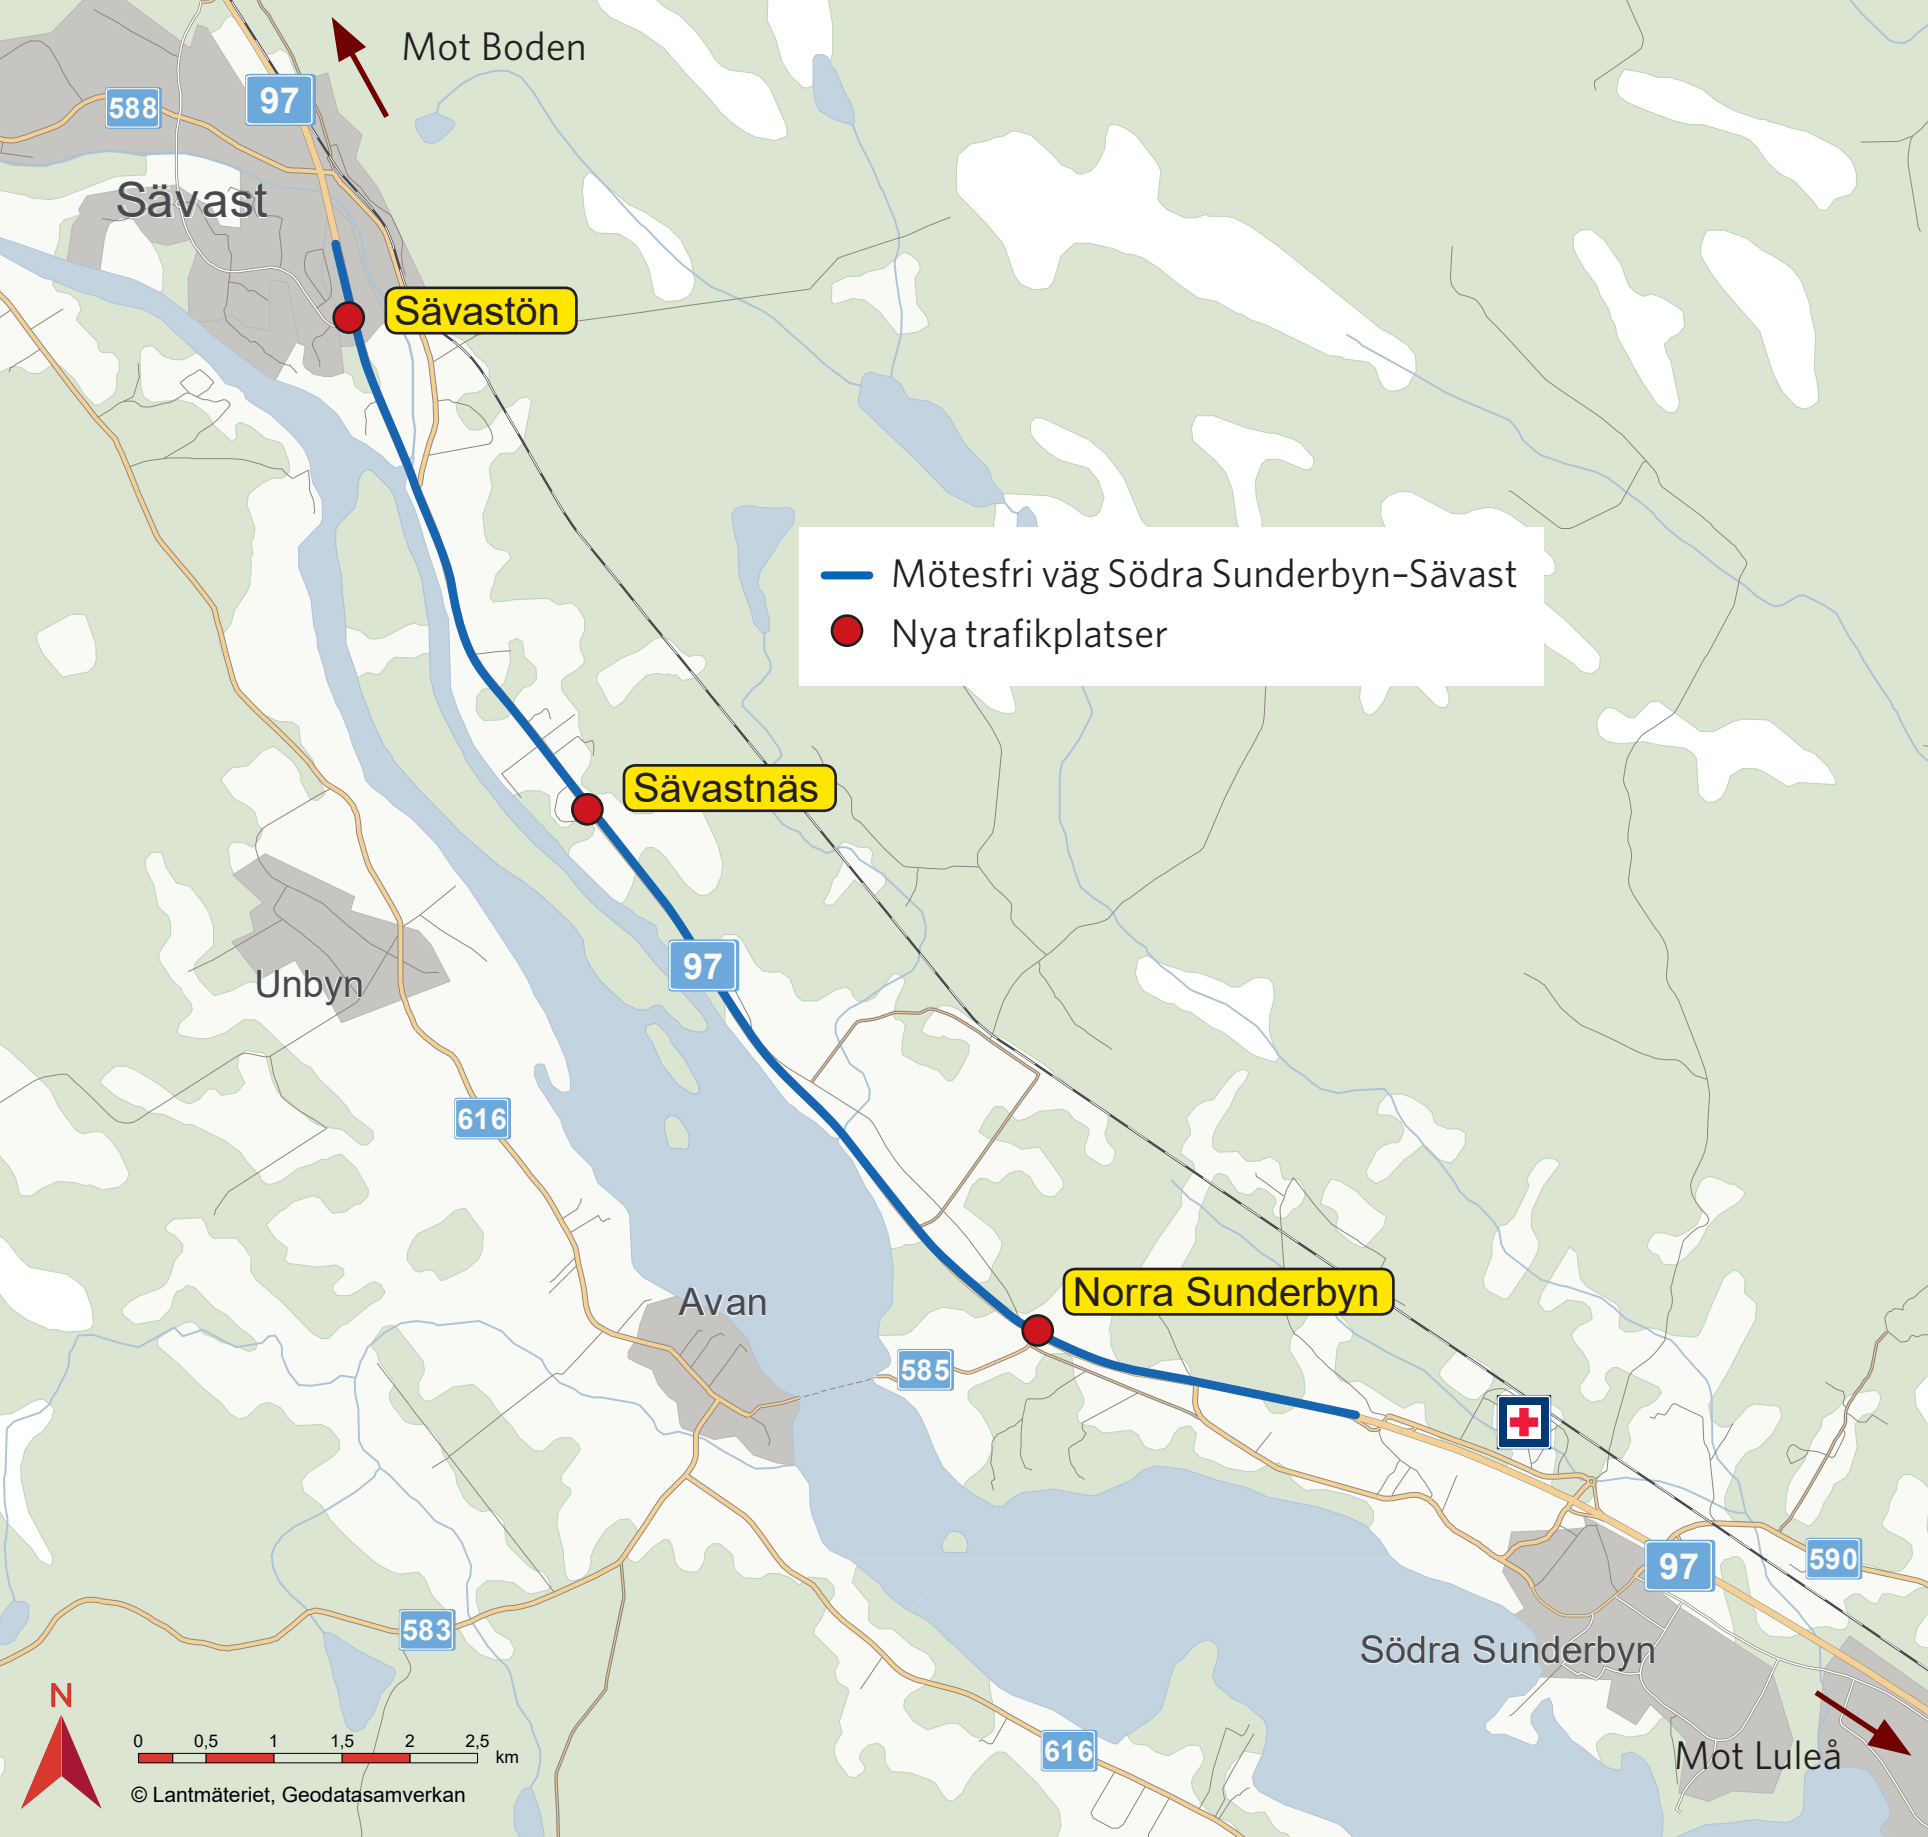 Mot Boden
97
588
Sävast
Sävastön
Mötesfri väg Södra Sunderbyn–Sävast
Nya trafikplatser
Sävastnäs
97
Unbyn
616
Norra Sunderbyn
Avan
585
97
590
583
Södra Sunderbyn
N
616
Mot Luleå
0 0,5 1 1,5 2 2,5
km
© Lantmäteriet, Geodatasamverkan